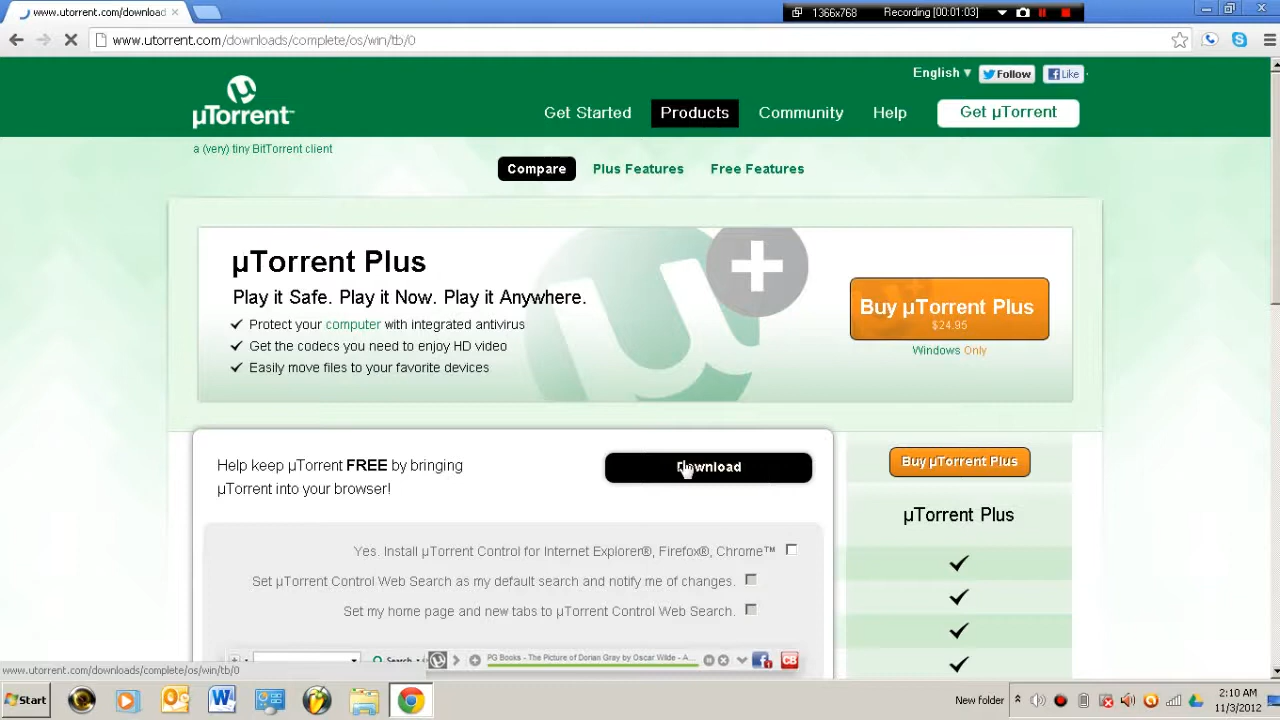 www.utorrent.com/download
1366x768
Recording [00:01:03]
www.utorrent.com/downloads/complete/os/win/tb/0
English
Follow
Like
µTorrent
Get Started
Products
Community
Help
Get µTorrent
a (very) tiny BitTorrent client
Compare
Plus Features
Free Features
µTorrent Plus
Play it Safe. Play it Now. Play it Anywhere.
Protect your computer with integrated antivirus
Get the codecs you need to enjoy HD video
Easily move files to your favorite devices
Buy µTorrent Plus
$24.95
Windows Only
Help keep µTorrent FREE by bringing
µTorrent into your browser!
Download
Buy µTorrent Plus
µTorrent Plus
Yes. Install µTorrent Control for Internet Explorer®, Firefox®, Chrome™
Set µTorrent Control Web Search as my default search and notify me of changes.
Set my home page and new tabs to µTorrent Control Web Search.
Search
PG Books - The Picture of Dorian Gray by Oscar Wilde - A...
CB
www.utorrent.com/downloads/complete/os/win/tb/0
Start
New folder
2:10 AM
11/3/2012